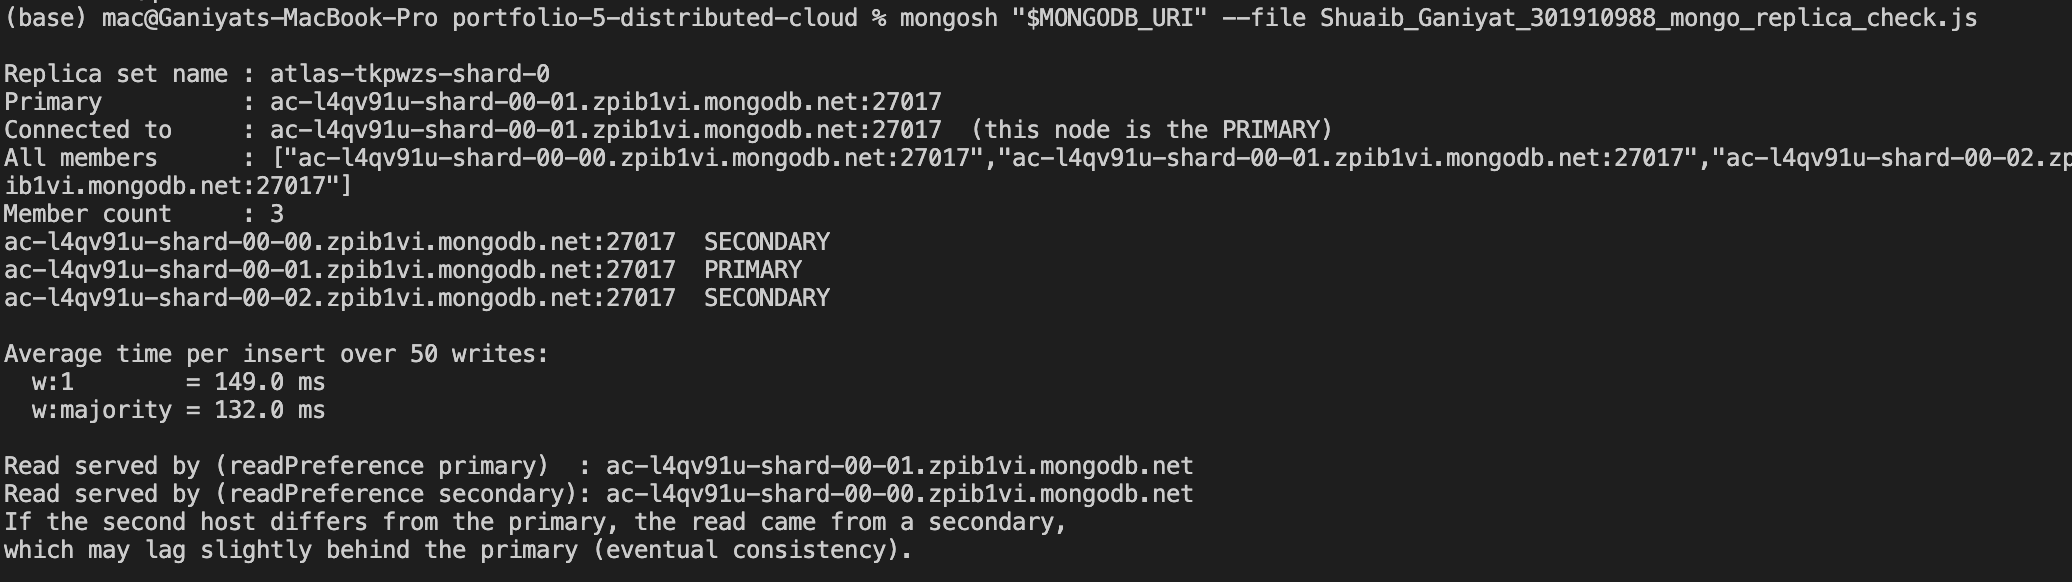 (base) mac@Ganiyats-MacBook-Pro portfolio-5-distributed-cloud % mongosh "$MONGODB_URI" --file Shuaib_Ganiyat_301910988_mongo_replica_check.js
Replica set name : atlas-tkpwzs-shard-0
Primary          : ac-l4qv91u-shard-00-01.zpib1vi.mongodb.net:27017
Connected to     : ac-l4qv91u-shard-00-01.zpib1vi.mongodb.net:27017  (this node is the PRIMARY)
All members      : ["ac-l4qv91u-shard-00-00.zpib1vi.mongodb.net:27017","ac-l4qv91u-shard-00-01.zpib1vi.mongodb.net:27017","ac-l4qv91u-shard-00-02.zp
ib1vi.mongodb.net:27017"]
Member count     : 3
ac-l4qv91u-shard-00-00.zpib1vi.mongodb.net:27017  SECONDARY
ac-l4qv91u-shard-00-01.zpib1vi.mongodb.net:27017  PRIMARY
ac-l4qv91u-shard-00-02.zpib1vi.mongodb.net:27017  SECONDARY
Average time per insert over 50 writes:
  w:1        = 149.0 ms
  w:majority = 132.0 ms
Read served by (readPreference primary)  : ac-l4qv91u-shard-00-01.zpib1vi.mongodb.net
Read served by (readPreference secondary): ac-l4qv91u-shard-00-00.zpib1vi.mongodb.net
If the second host differs from the primary, the read came from a secondary,
which may lag slightly behind the primary (eventual consistency).